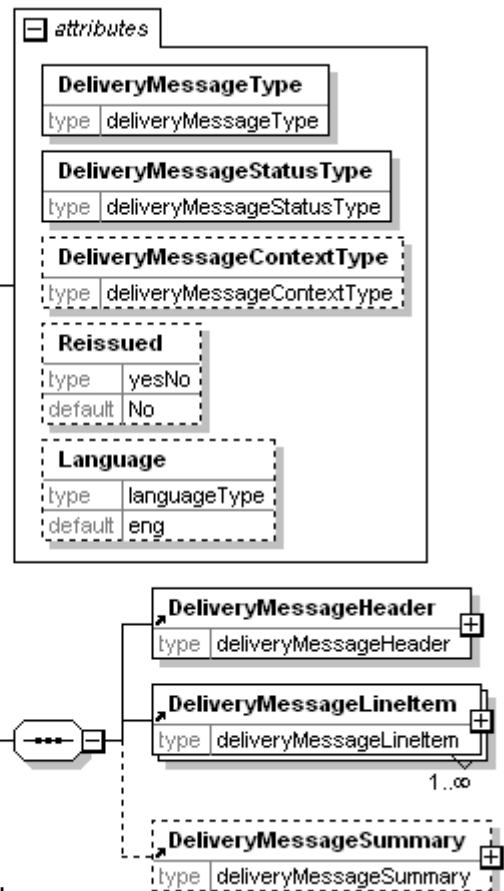 attributes
DeliveryMessageType
type deliveryMessageType
DeliveryMessageStatusType
type deliveryMessageStatusType
DeliveryMessageContextType
type deliveryMessageContextType
Reissued
type yesNo
default No
Language
type languageType
default eng
DeliveryMessageHeader
type deliveryMessageHeader
DeliveryMessageLineItem
type deliveryMessageLineItem
1..∞
DeliveryMessageSummary
type deliveryMessageSummary